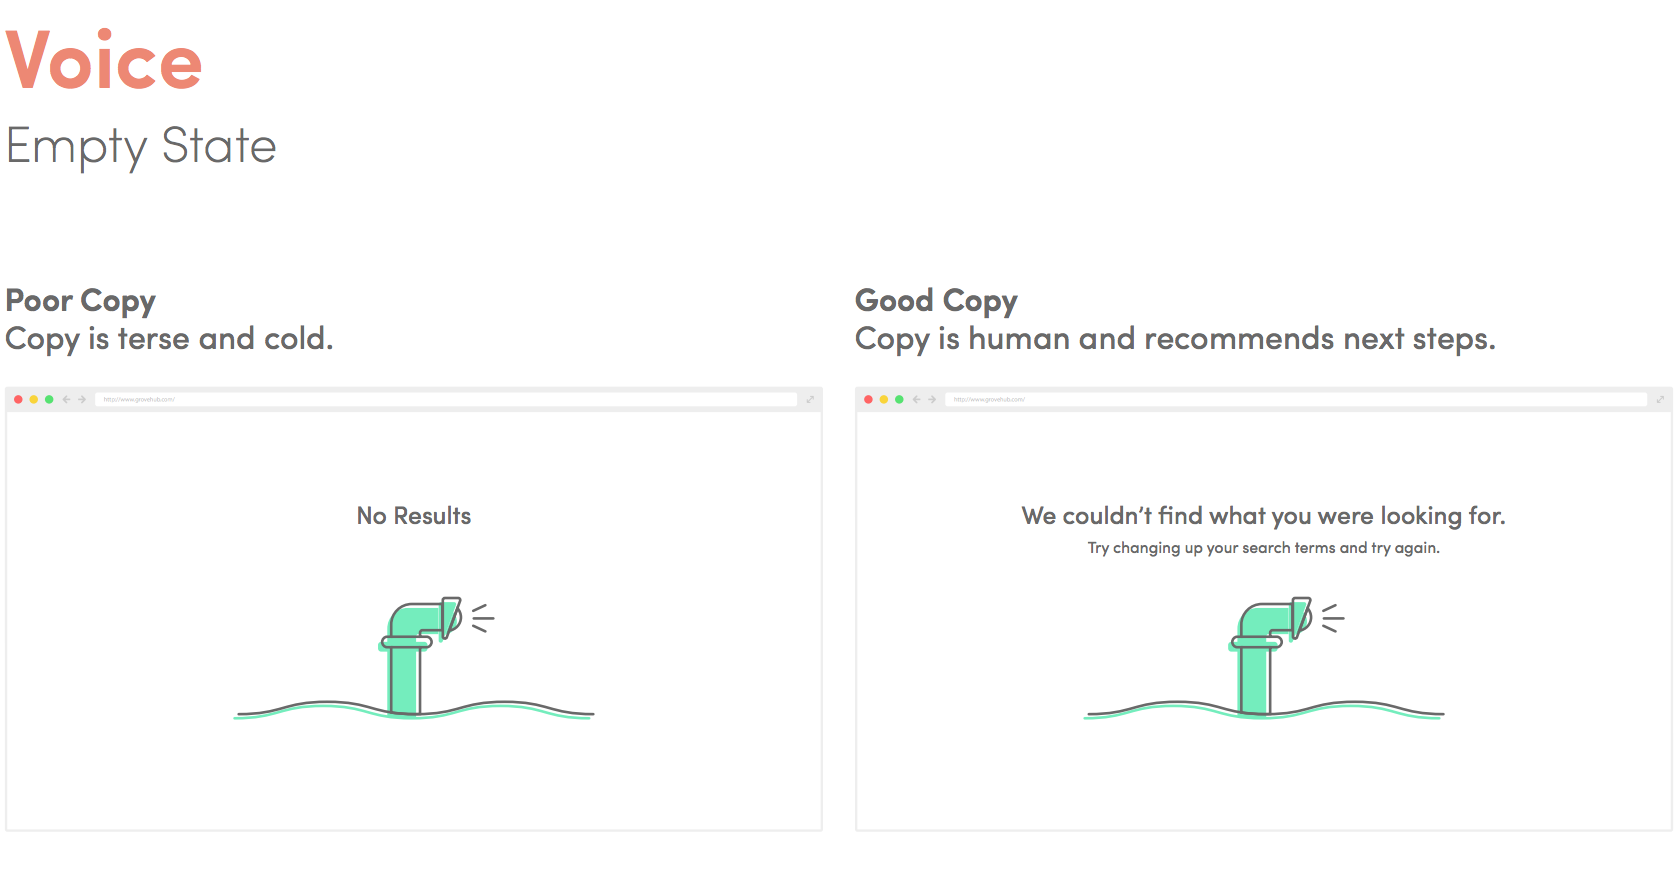 Voice
Empty State
Poor Copy
Copy is terse and cold.
http://www.grovehub.com/
No Results
Good Copy
Copy is human and recommends next steps.
http://www.grovehub.com/
We couldn’t find what you were looking for.
Try changing up your search terms and try again.